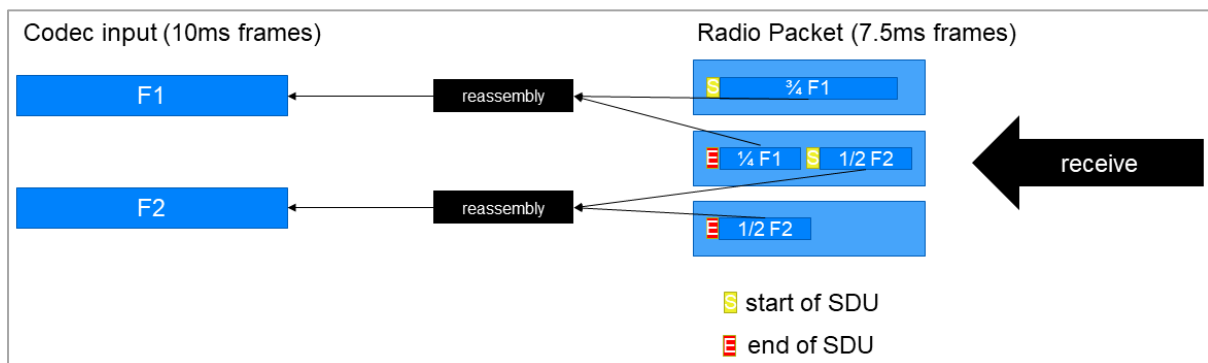 Codec input (10ms frames)
Radio Packet (7.5ms frames)
F1
reassembly
S
¾ F1
E
¼ F1
S
1/2 F2
receive
F2
reassembly
E
1/2 F2
S start of SDU
E end of SDU